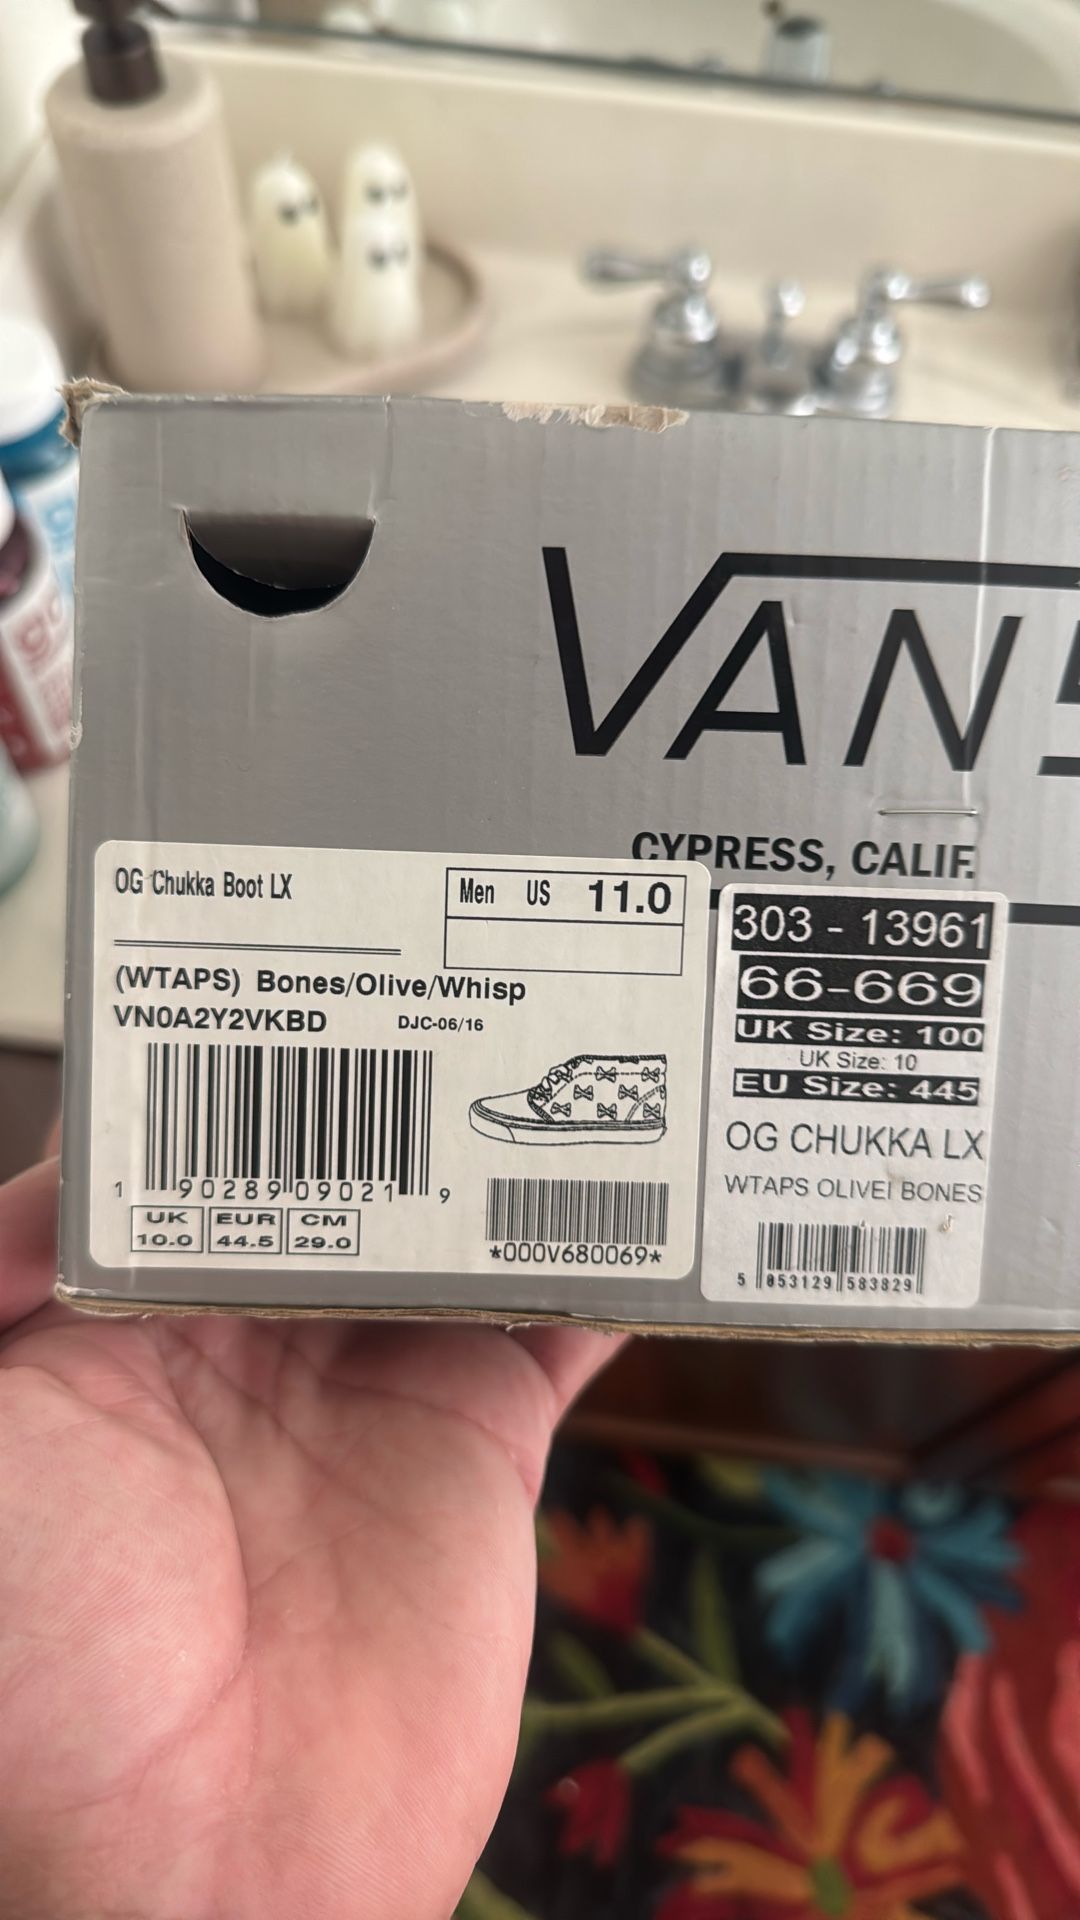 VANS
CYPRESS, CALIF.
OG Chukka Boot LX
Men US 11.0
(WTAPS) Bones/Olive/Whisp
VN0A2Y2VKBD DJC-06/16
1 90289 09021 9
UK EUR CM
10.0 44.5 29.0
*000V680069*
303 - 13961
66-669
UK Size: 100
UK Size: 10
EU Size: 445
OG CHUKKA LX
WTAPS OLIVEI BONES
5 053129 583829